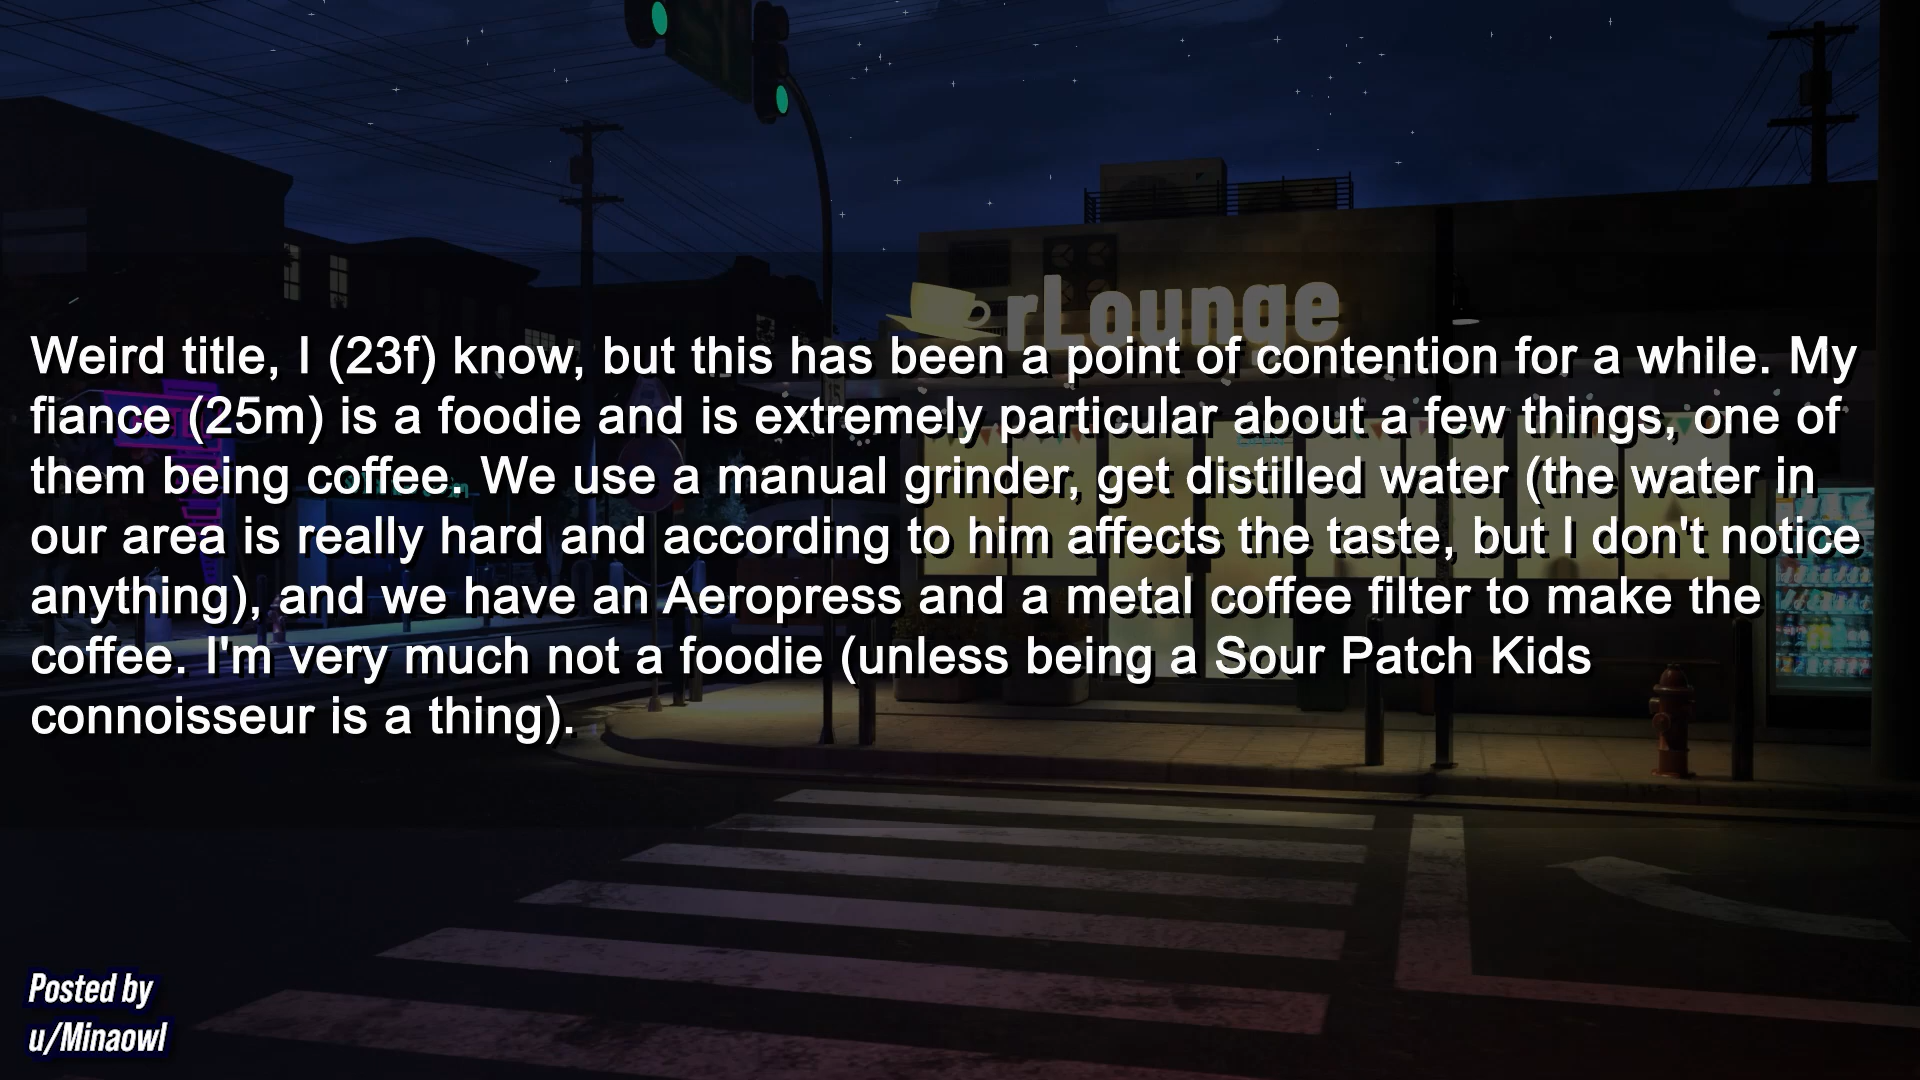 rLounge
Weird title, I (23f) know, but this has been a point of contention for a while. My
fiance (25m) is a foodie and is extremely particular about a few things, one of
them being coffee. We use a manual grinder, get distilled water (the water in
our area is really hard and according to him affects the taste, but I don't notice
anything), and we have an Aeropress and a metal coffee filter to make the
coffee. I'm very much not a foodie (unless being a Sour Patch Kids
connoisseur is a thing).
Posted by
u/Minaowl